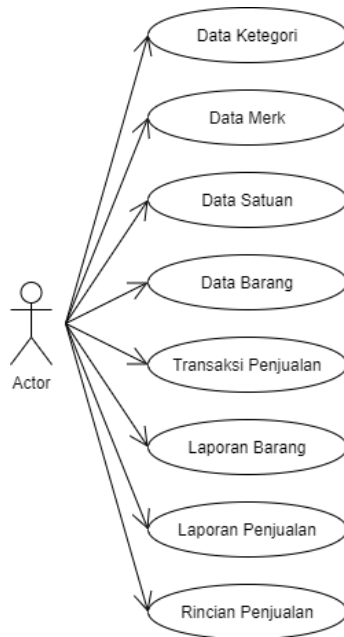 Data Ketegori
Data Merk
Data Satuan
Data Barang
Actor
Transaksi Penjualan
Laporan Barang
Laporan Penjualan
Rincian Penjualan